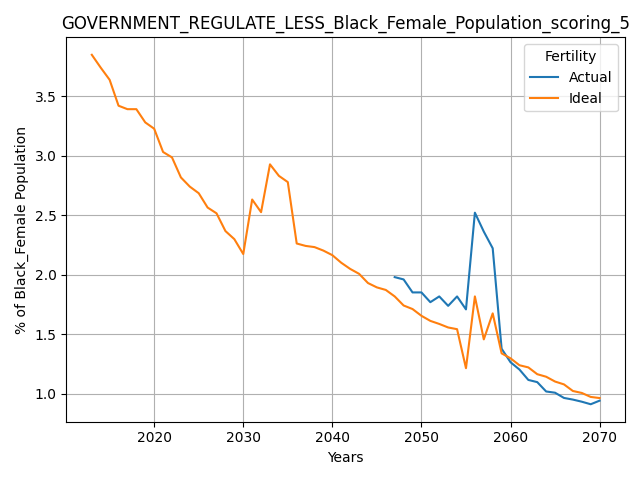 GOVERNMENT_REGULATE_LESS_Black_Female_Population_scoring_5
Fertility
Actual
Ideal
% of Black_Female Population
3.5
3.0
2.5
2.0
1.5
1.0
2020 2030 2040 2050 2060 2070
Years